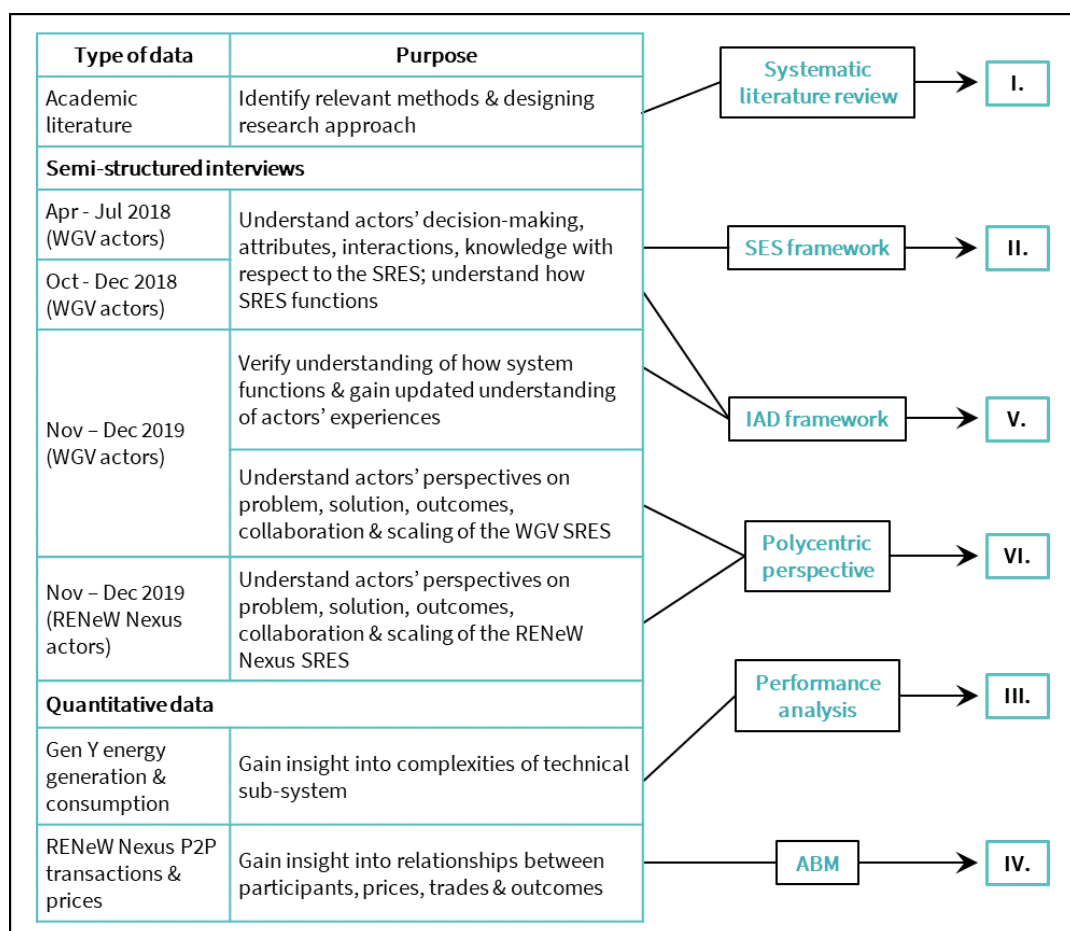 Type of data
Purpose
Academic
literature
Identify relevant methods & designing
research approach
Systematic
literature review
I.
Semi-structured interviews
Apr - Jul 2018
(WGV actors)
Oct - Dec 2018
(WGV actors)
Understand actors’ decision-making,
attributes, interactions, knowledge with
respect to the SRES; understand how
SRES functions
SES framework
II.
Nov – Dec 2019
(WGV actors)
Verify understanding of how system
functions & gain updated understanding
of actors’ experiences
IAD framework
V.
Understand actors’ perspectives on
problem, solution, outcomes,
collaboration & scaling of the WGV SRES
Polycentric
perspective
VI.
Nov – Dec 2019
(RENeW Nexus
actors)
Understand actors’ perspectives on
problem, solution, outcomes,
collaboration & scaling of the RENeW
Nexus SRES
Quantitative data
Performance
analysis
III.
Gen Y energy
generation &
consumption
Gain insight into complexities of technical
sub-system
RENeW Nexus P2P
transactions &
prices
Gain insight into relationships between
participants, prices, trades & outcomes
ABM
IV.